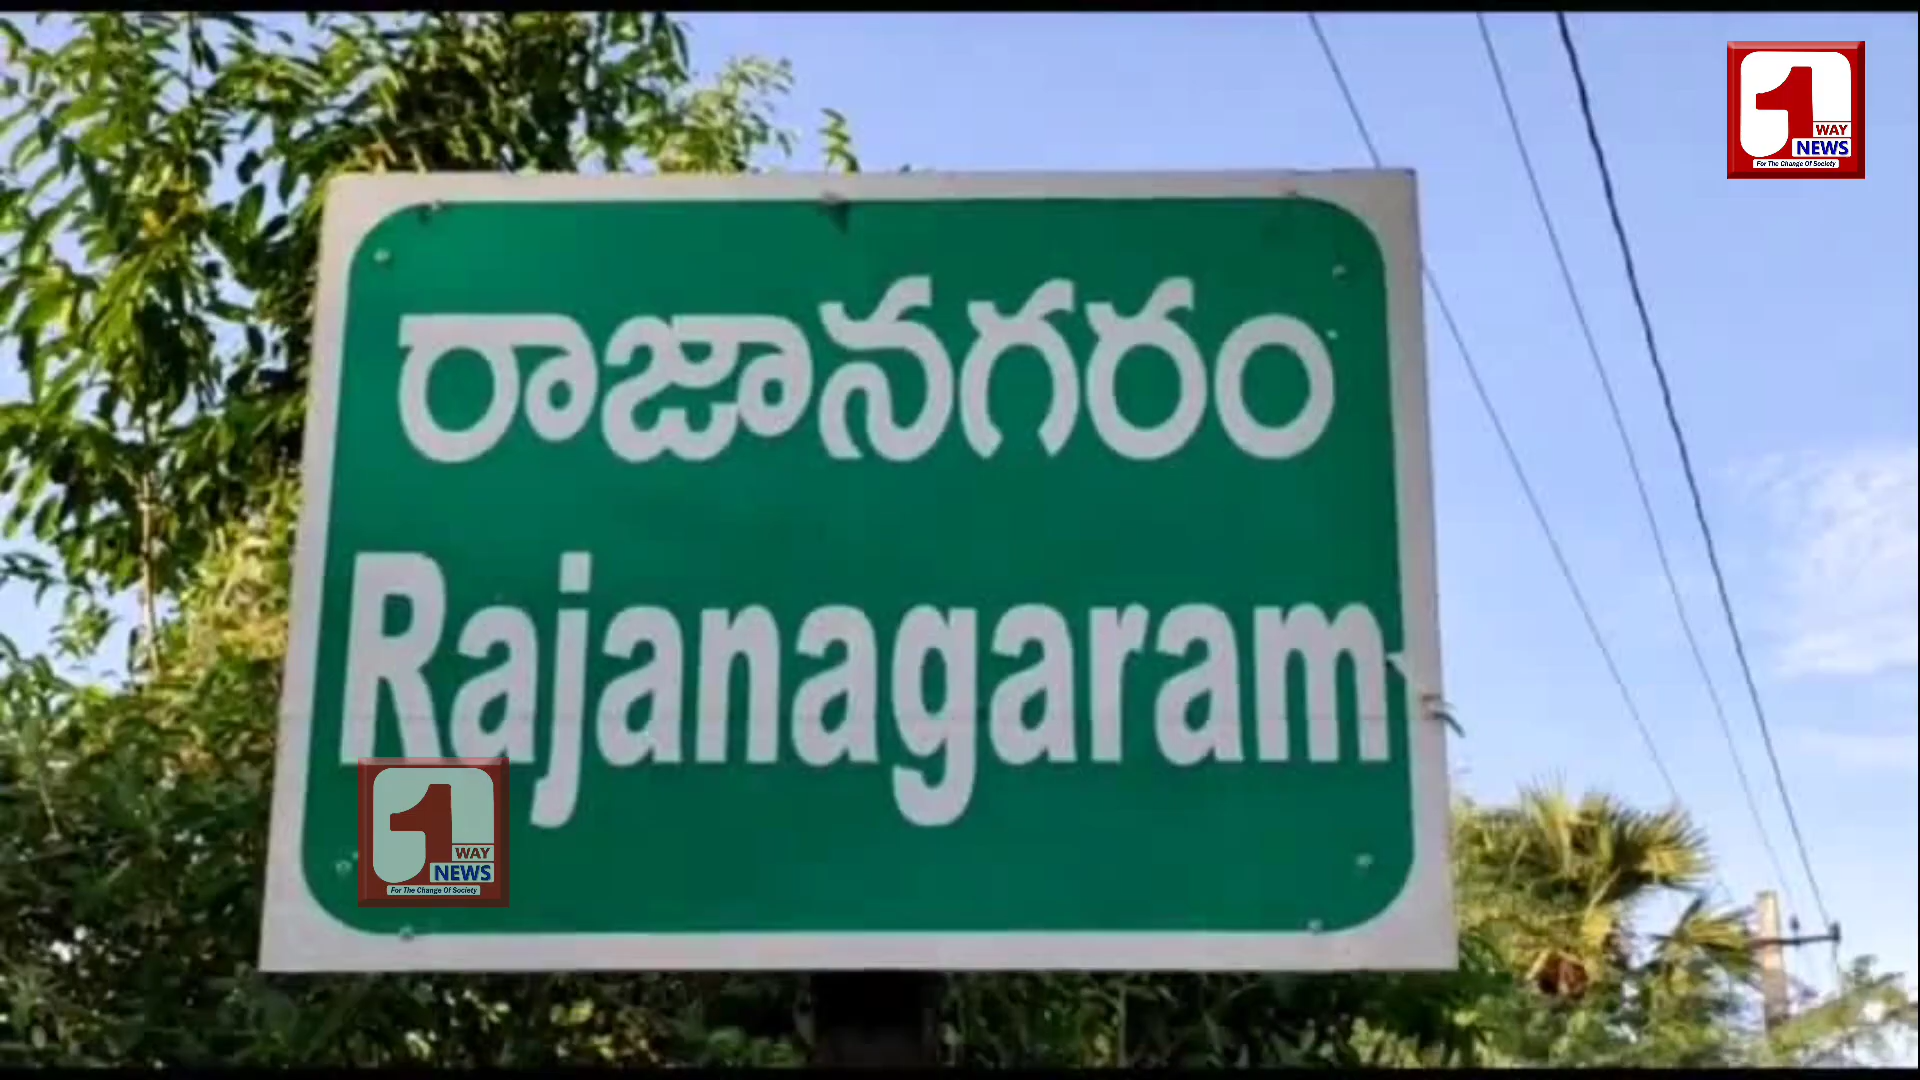 1
WAY
NEWS
For The Change Of Society
రాజానగరం
Rajanagaram
1
WAY
NEWS
For The Change Of Society